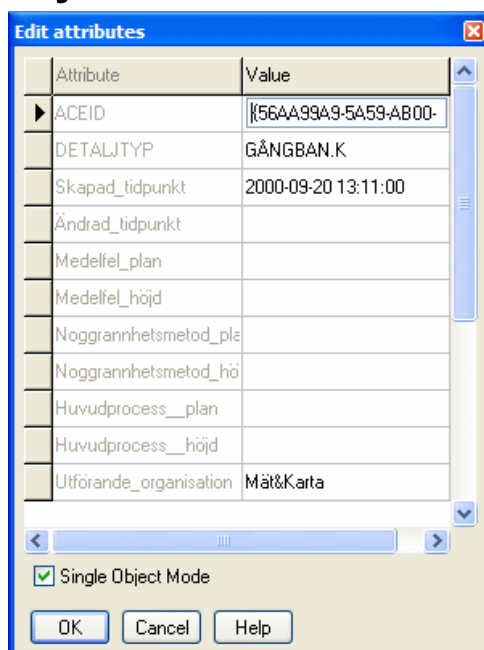 Edit attributes
Attribute Value
ACEID {56AA99A9-5A59-AB00-
DETALJTYP GÅNGBAN.K
Skapad_tidpunkt 2000-09-20 13:11:00
Ändrad_tidpunkt
Medelfel_plan
Medelfel_höjd
Noggrannhetsmetod_pla
Noggrannhetsmetod_hö
Huvudprocess__plan
Huvudprocess__höjd
Utförande_organisation Mät&Karta
Single Object Mode
OK Cancel Help